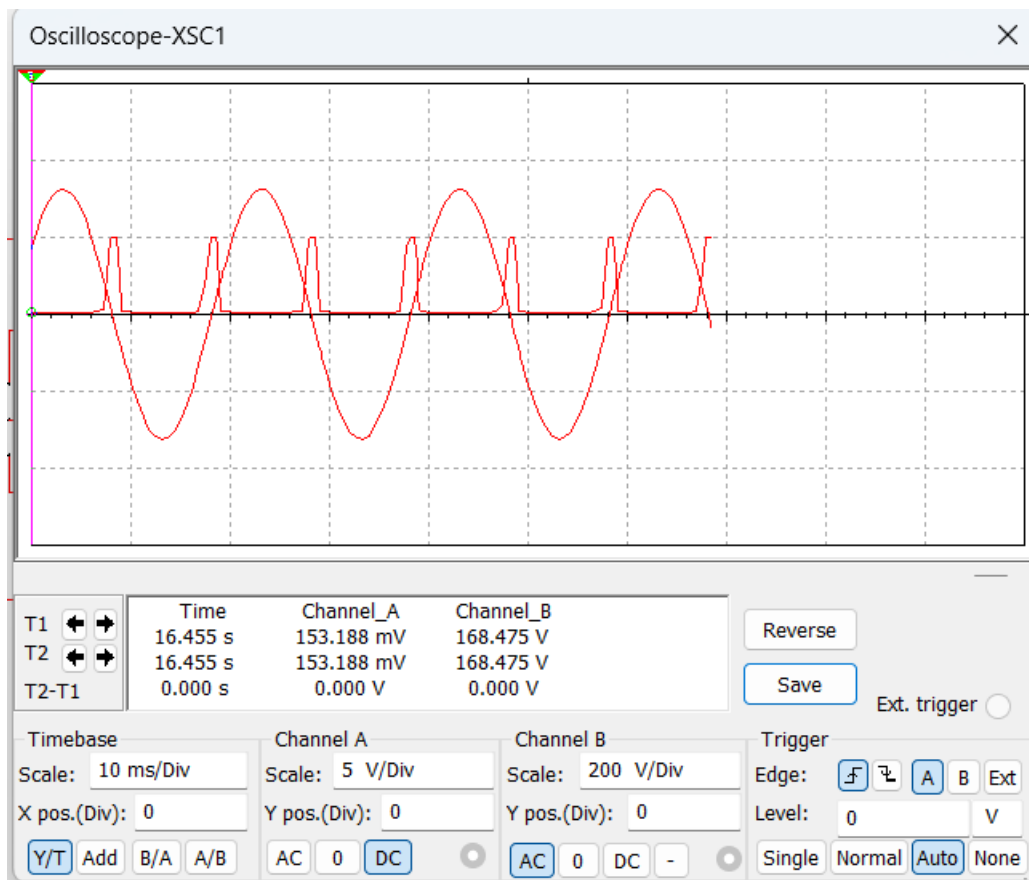 Oscilloscope-XSC1
Time Channel_A Channel_B
T1 16.455 s 153.188 mV 168.475 V
T2 16.455 s 153.188 mV 168.475 V
T2-T1 0.000 s 0.000 V 0.000 V
Reverse
Save
Ext. trigger
Timebase Channel A Channel B Trigger
Scale: 10 ms/Div Scale: 5 V/Div Scale: 200 V/Div Edge: A B Ext
X pos.(Div): 0 Y pos.(Div): 0 Y pos.(Div): 0 Level: 0 V
Y/T Add B/A A/B AC 0 DC AC 0 DC - Single Normal Auto None